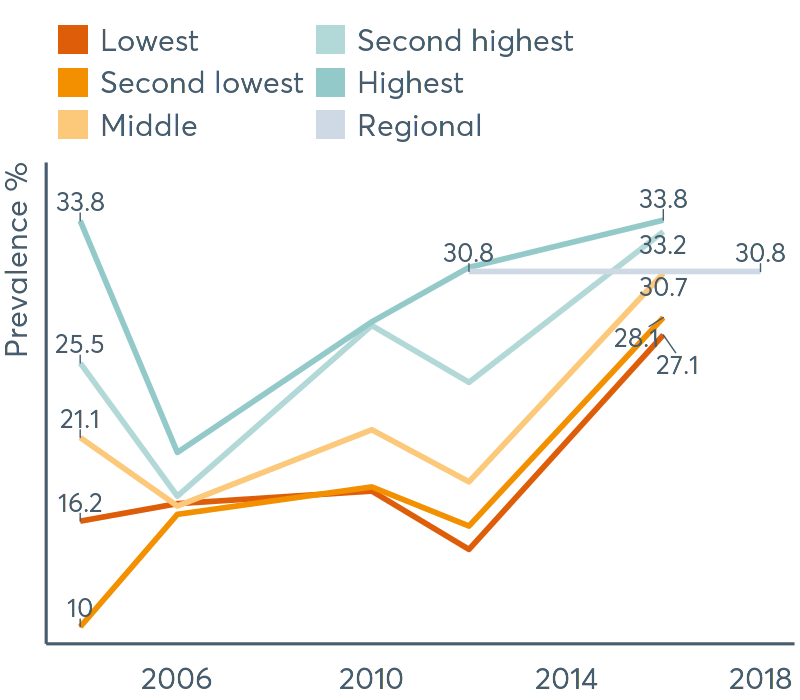 Lowest
Second highest
Second lowest
Highest
Middle
Regional
Prevalence %
33.8
33.8
33.2
30.8
30.8
30.7
25.5
28.1
27.1
21.1
16.2
10
2006
2010
2014
2018